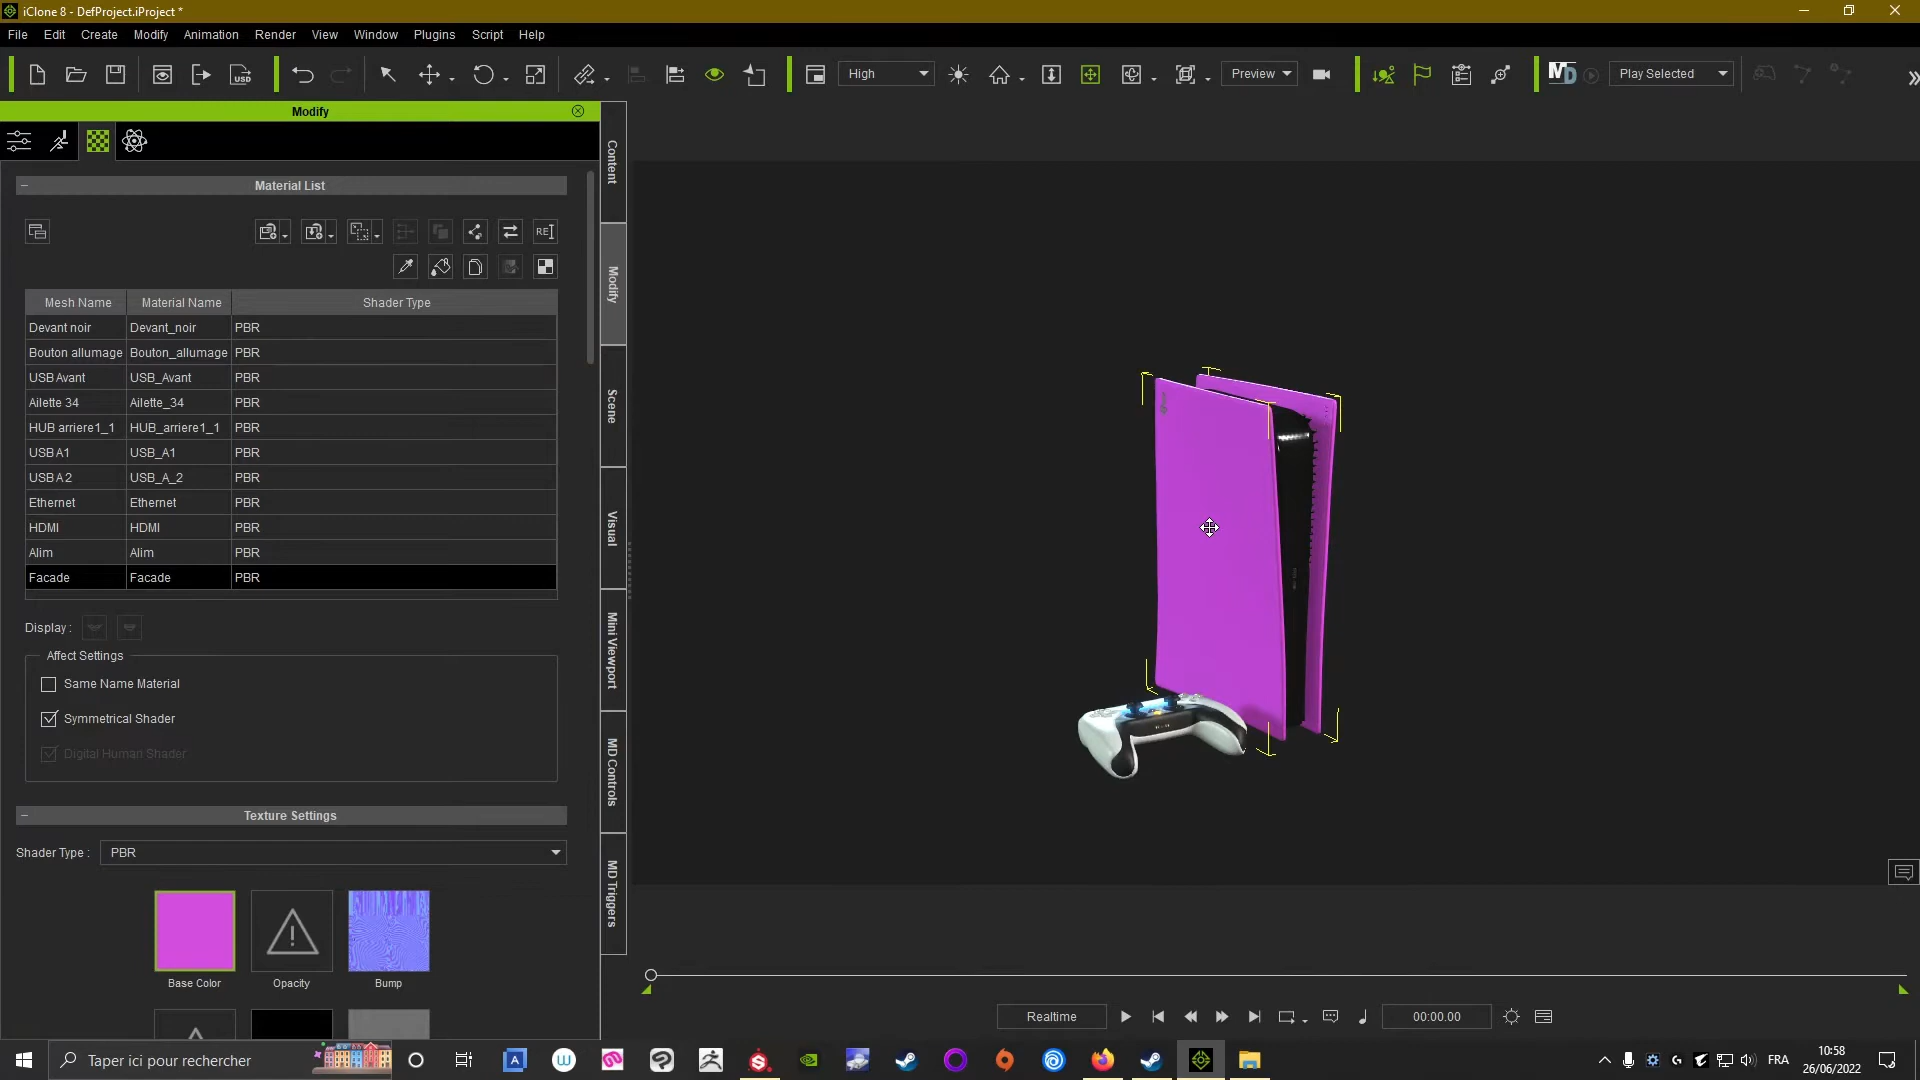 iClone 8 - DefProject.iProject *
File Edit Create Modify Animation Render View Window Plugins Script Help
USD High Preview MD Play Selected
Modify
Material List
RE
Mesh Name Material Name Shader Type
Devant noir Devant_noir PBR
Bouton allumage Bouton_allumage PBR
USB Avant USB_Avant PBR
Ailette 34 Ailette_34 PBR
HUB arriere1_1 HUB_arriere1_1 PBR
USB A1 USB_A1 PBR
USB A 2 USB_A_2 PBR
Ethernet Ethernet PBR
HDMI HDMI PBR
Alim Alim PBR
Facade Facade PBR
Display :
Affect Settings
Same Name Material
Symmetrical Shader
Digital Human Shader
Texture Settings
Shader Type : PBR
Base Color Opacity Bump
Content
Modify
Scene
Visual
Mini Viewport
MD Controls
MD Triggers
Realtime 00:00.00
Taper ici pour rechercher
FRA
10:58
26/06/2022